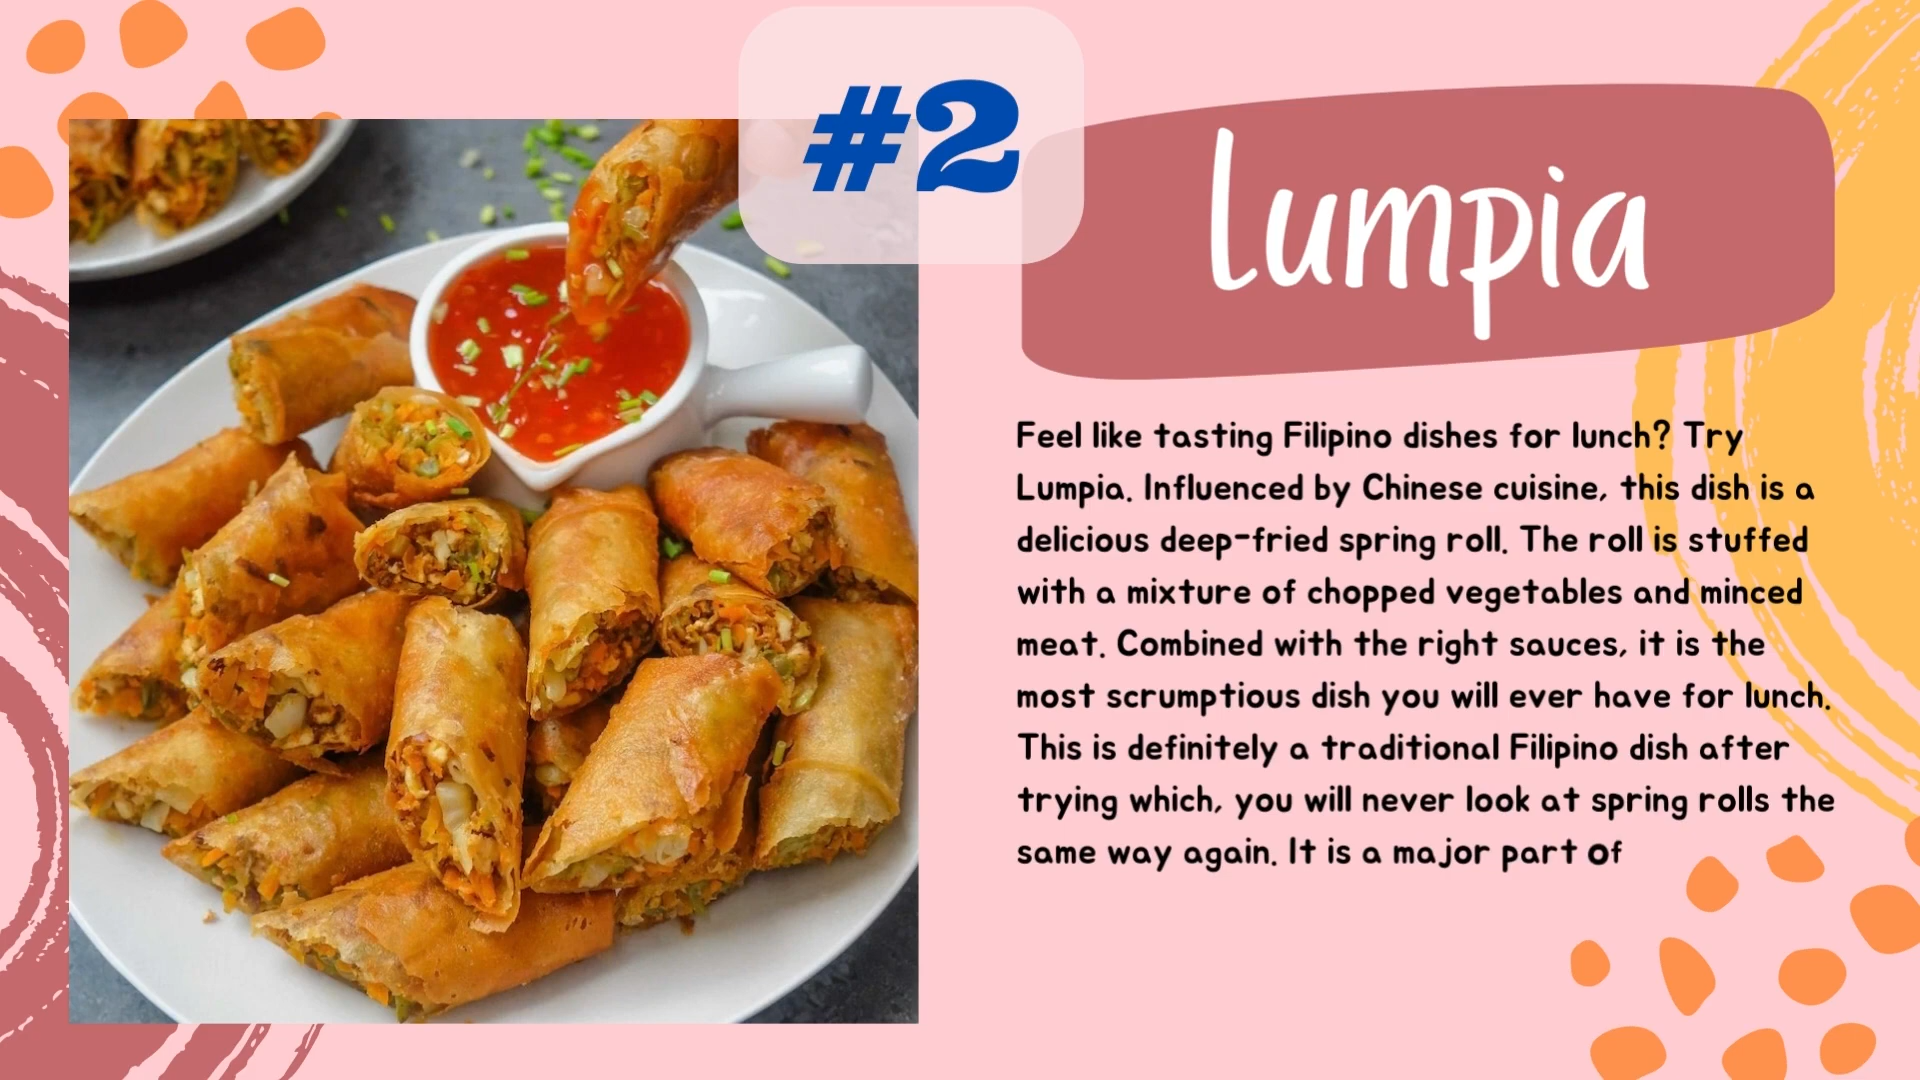 #2
Lumpia
Feel like tasting Filipino dishes for lunch? Try
Lumpia. Influenced by Chinese cuisine, this dish is a
delicious deep-fried spring roll. The roll is stuffed
with a mixture of chopped vegetables and minced
meat. Combined with the right sauces, it is the
most scrumptious dish you will ever have for lunch.
This is definitely a traditional Filipino dish after
trying which, you will never look at spring rolls the
same way again. It is a major part of